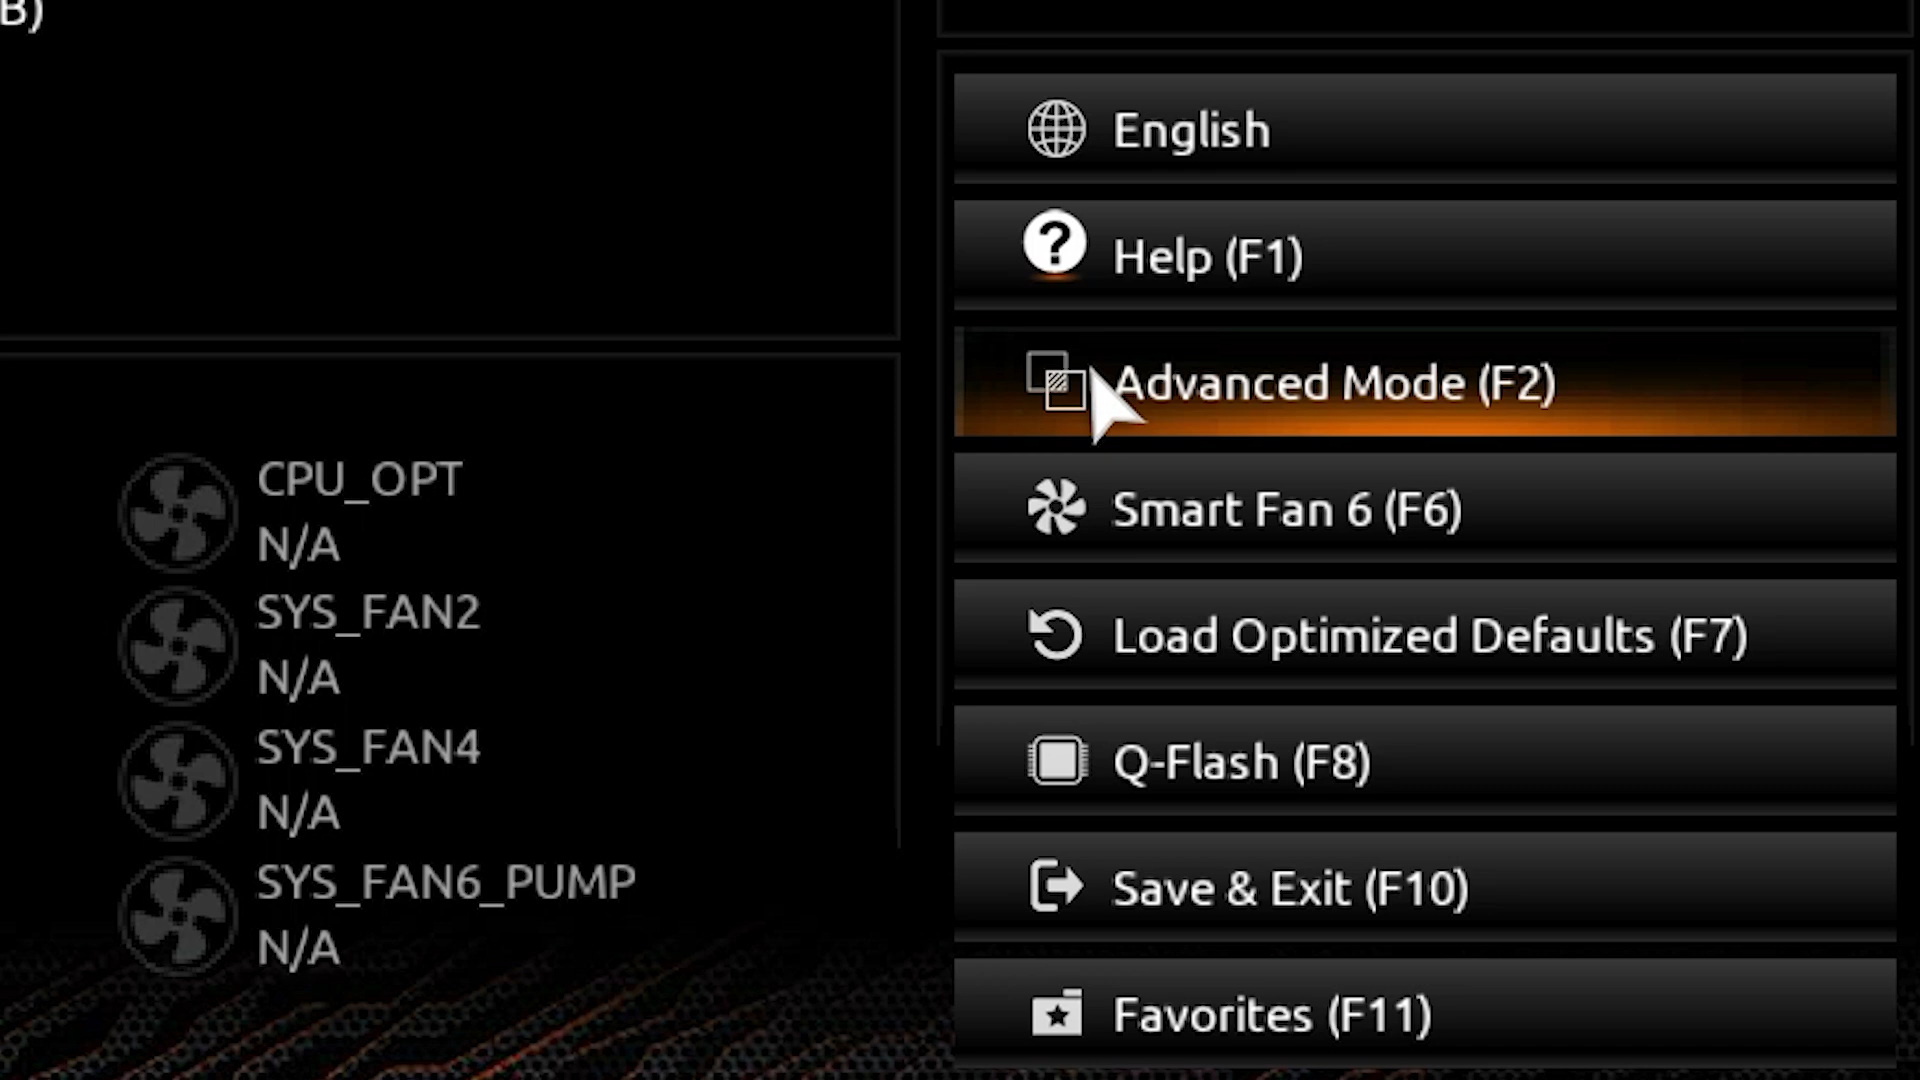 B)
CPU_OPT
N/A
SYS_FAN2
N/A
SYS_FAN4
N/A
SYS_FAN6_PUMP
N/A
English
Help (F1)
Advanced Mode (F2)
Smart Fan 6 (F6)
Load Optimized Defaults (F7)
Q-Flash (F8)
Save & Exit (F10)
Favorites (F11)